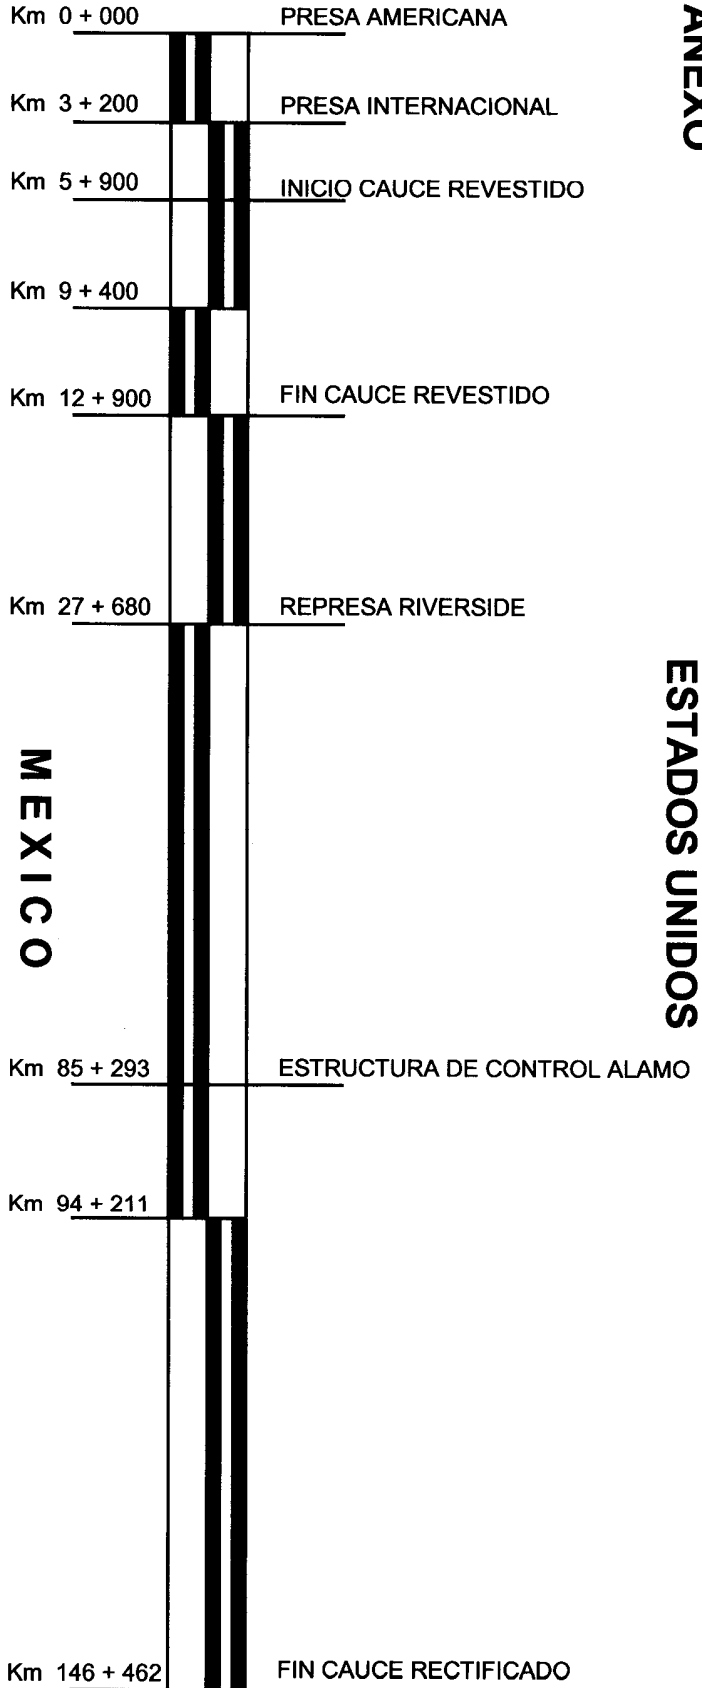 Km 0 + 000 PRESA AMERICANA
ANEXO
Km 3 + 200 PRESA INTERNACIONAL
Km 5 + 900 INICIO CAUCE REVESTIDO
Km 9 + 400
Km 12 + 900 FIN CAUCE REVESTIDO
Km 27 + 680 REPRESA RIVERSIDE
MEXICO
ESTADOS UNIDOS
Km 85 + 293 ESTRUCTURA DE CONTROL ALAMO
Km 94 + 211
Km 146 + 462 FIN CAUCE RECTIFICADO